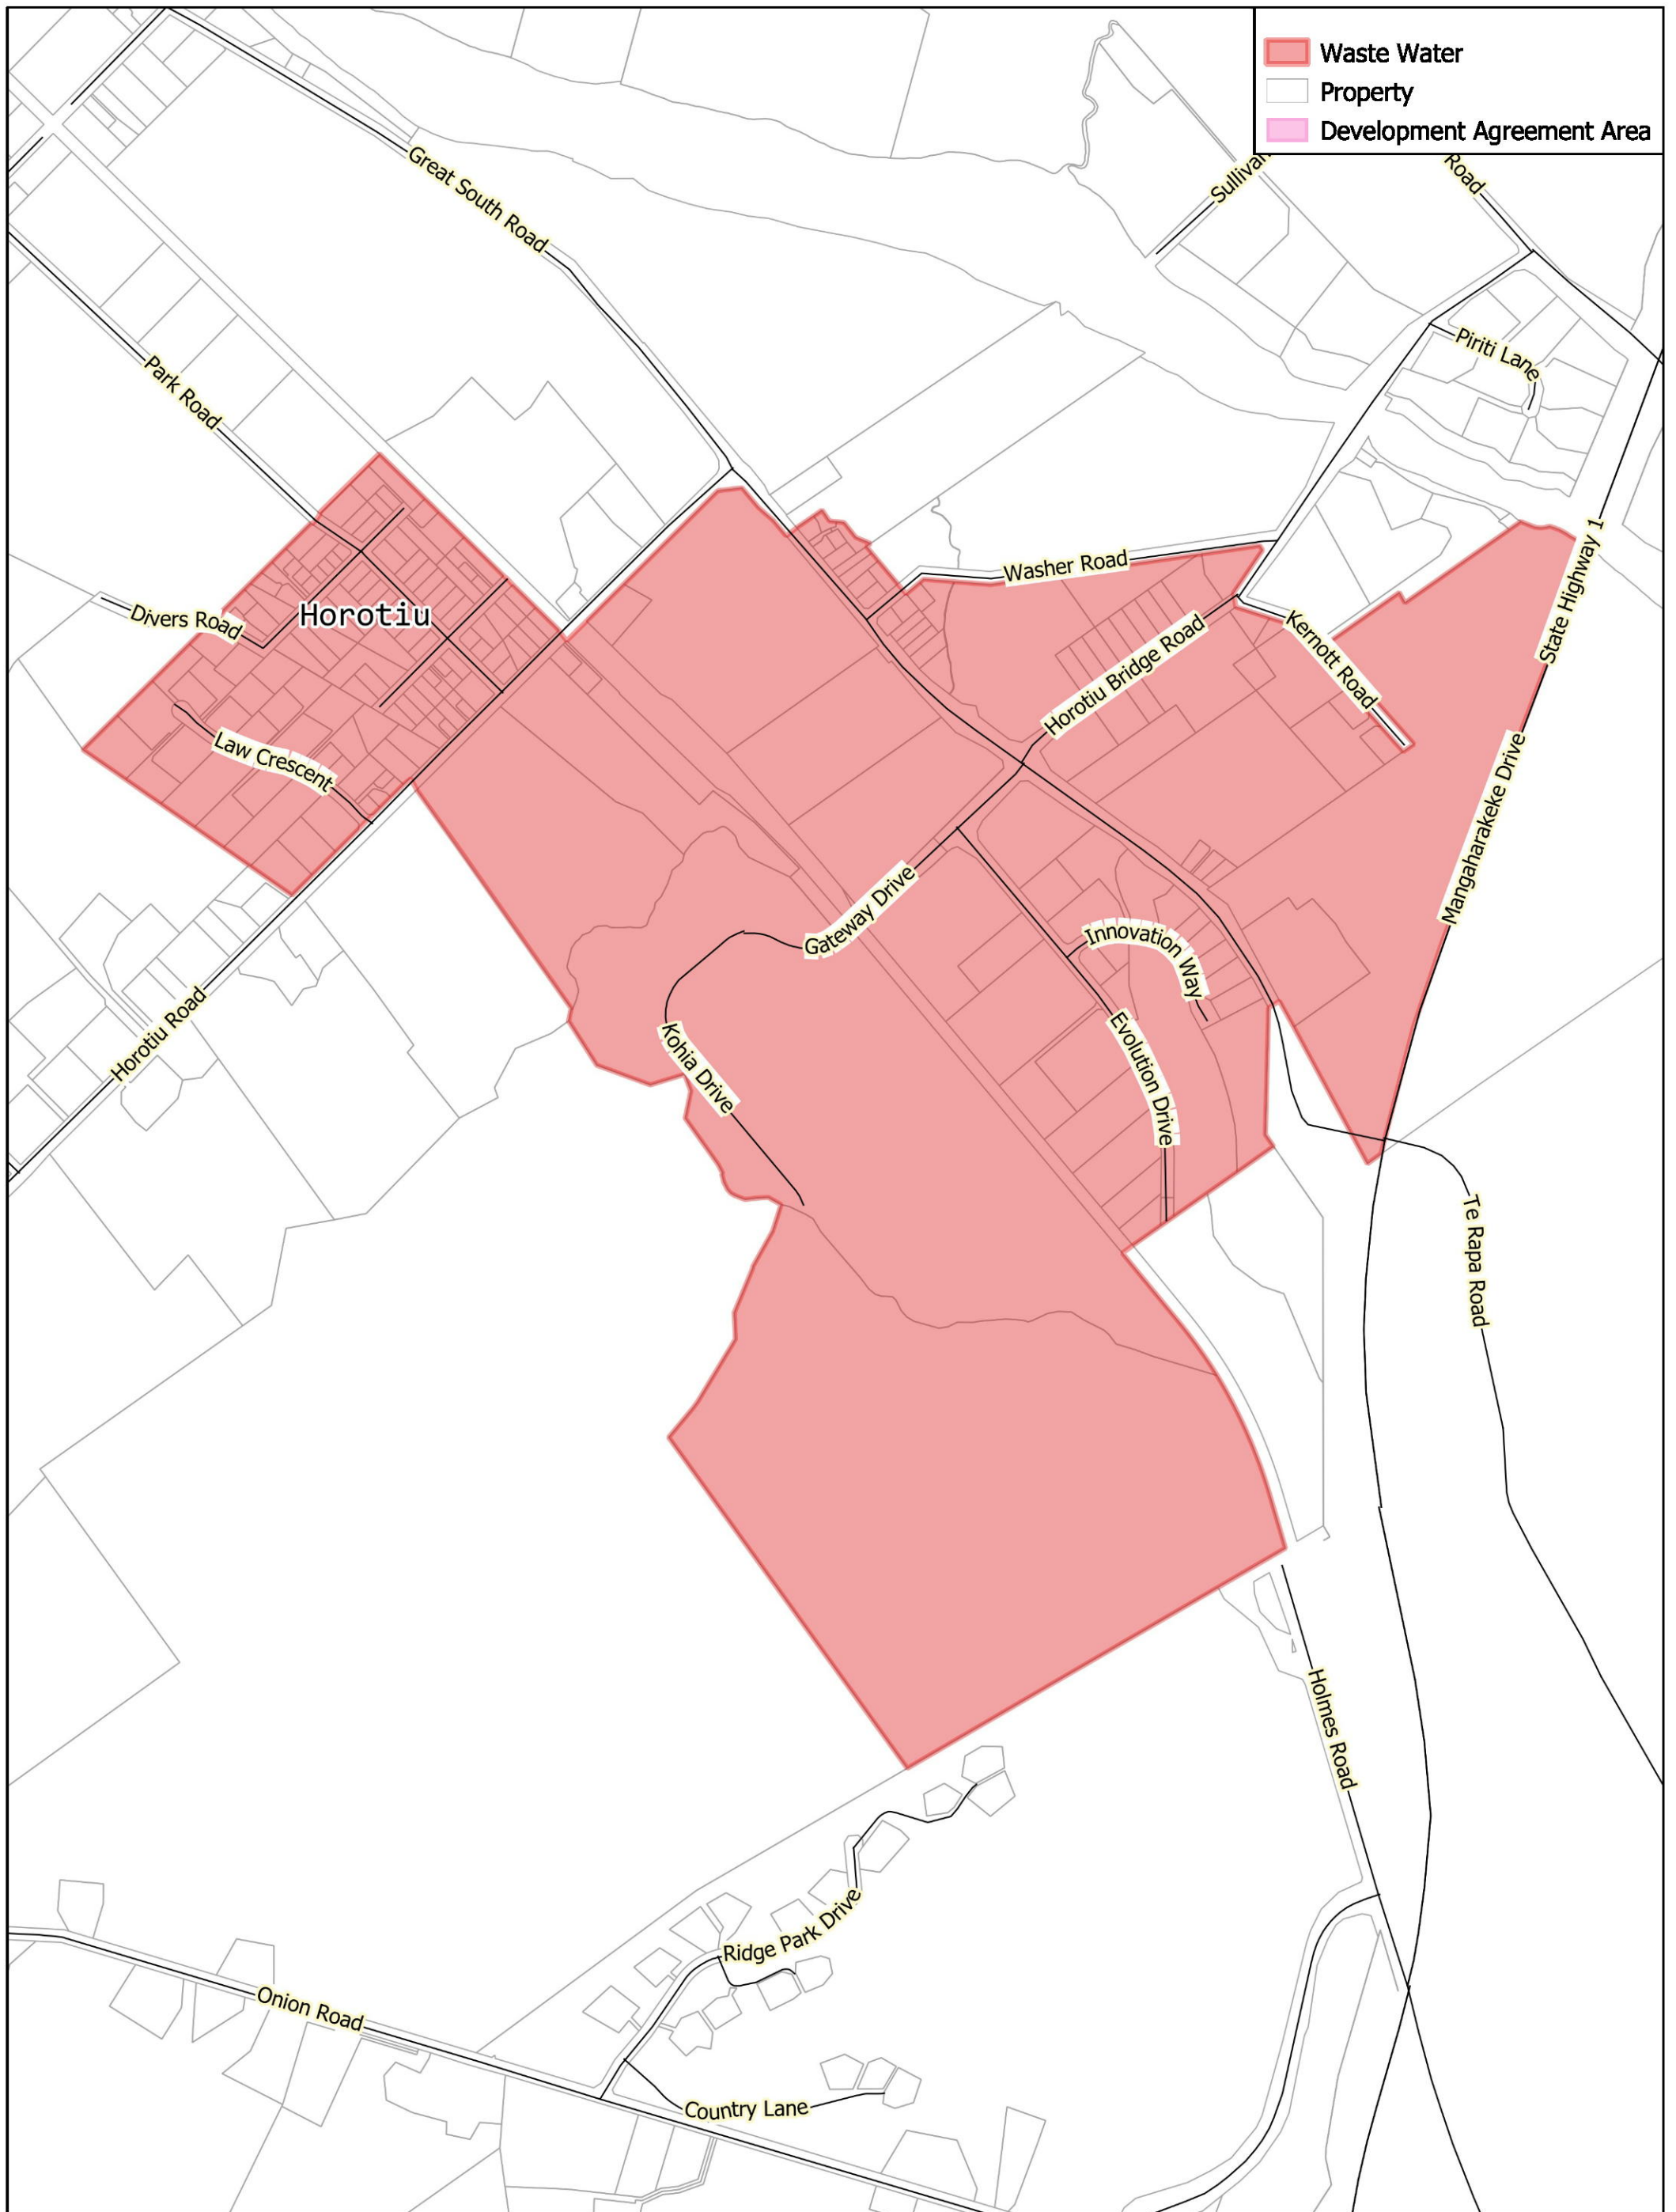 Waste Water
Property
Development Agreement Area
Great South Road
Sullivan
Road
Piriti Lane
Park Road
Washer Road
State Highway 1
Divers Road
Horotiu
Kernott Road
Horotiu Bridge Road
Law Crescent
Mangaharakeke Drive
Gateway Drive
Innovation Way
Horotiu Road
Kohia Drive
Evolution Drive
Te Rapa Road
Holmes Road
Ridge Park Drive
Onion Road
Country Lane